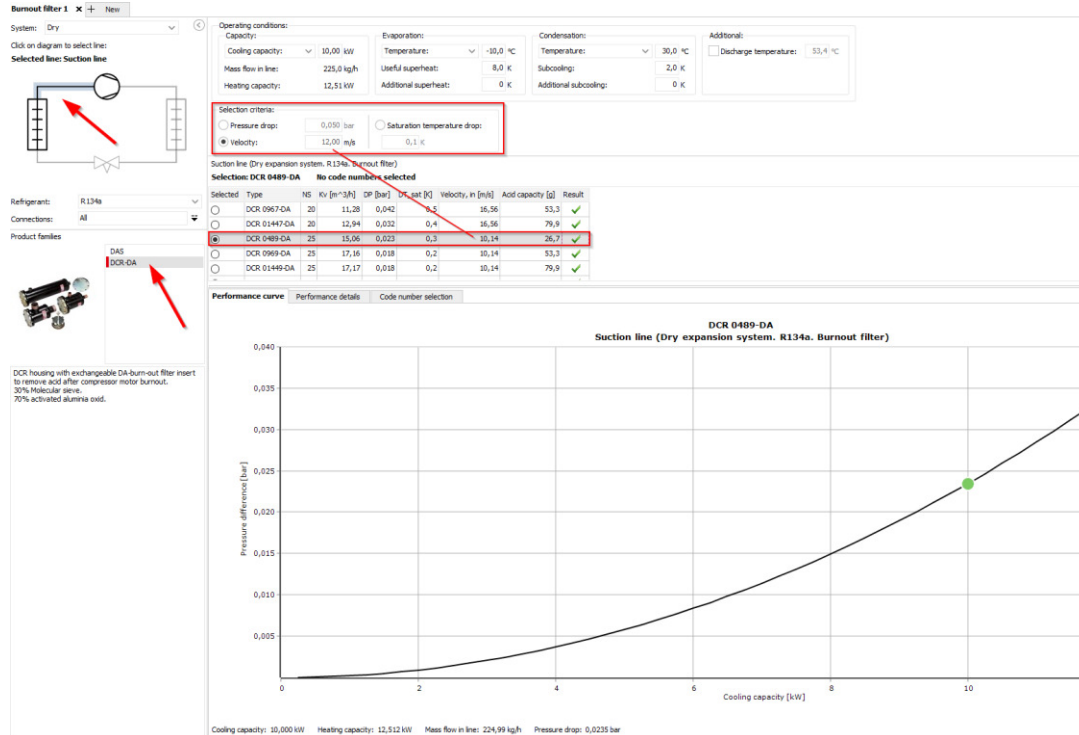 Burnout filter 1 × + New
System: Dry
Click on diagram to select line:
Selected line: Suction line
Refrigerant: R134a
Connections: All
Product families
DAS
DCR-DA
DCR housing with exchangeable DA-burn-out filter insert
to remove acid after compressor motor burnout.
30% Molecular sieve.
70% activated aluminia oxid.
Operating conditions:
Capacity: Evaporation: Condensation: Additional:
Cooling capacity: 10,00 kW Temperature: -10,0 °C Temperature: 30,0 °C Discharge temperature: 53,4 °C
Mass flow in line: 225,0 kg/h Useful superheat: 8,0 K Subcooling: 2,0 K
Heating capacity: 12,51 kW Additional superheat: 0 K Additional subcooling: 0 K
Selection criteria:
Pressure drop: 0,050 bar Saturation temperature drop:
Velocity: 12,00 m/s 0,1 K
Suction line (Dry expansion system. R134a. Burnout filter)
Selection: DCR 0489-DA No code numbers selected
Selected Type NS Kv [m^3/h] DP [bar] DT, sat [K] Velocity, in [m/s] Acid capacity [g] Result
DCR 0967-DA 20 11,28 0,042 0,5 16,56 53,3
DCR 01447-DA 20 12,94 0,032 0,4 16,56 79,9
DCR 0489-DA 25 15,06 0,023 0,3 10,14 26,7
DCR 0969-DA 25 17,16 0,018 0,2 10,14 53,3
DCR 01449-DA 25 17,17 0,018 0,2 10,14 79,9
Performance curve Performance details Code number selection
DCR 0489-DA
Suction line (Dry expansion system. R134a. Burnout filter)
0,040
0,035
0,030
0,025
0,020
0,015
0,010
0,005
Pressure difference [bar]
0 2 4 6 8 10
Cooling capacity [kW]
Cooling capacity: 10,000 kW Heating capacity: 12,512 kW Mass flow in line: 224,99 kg/h Pressure drop: 0,0235 bar